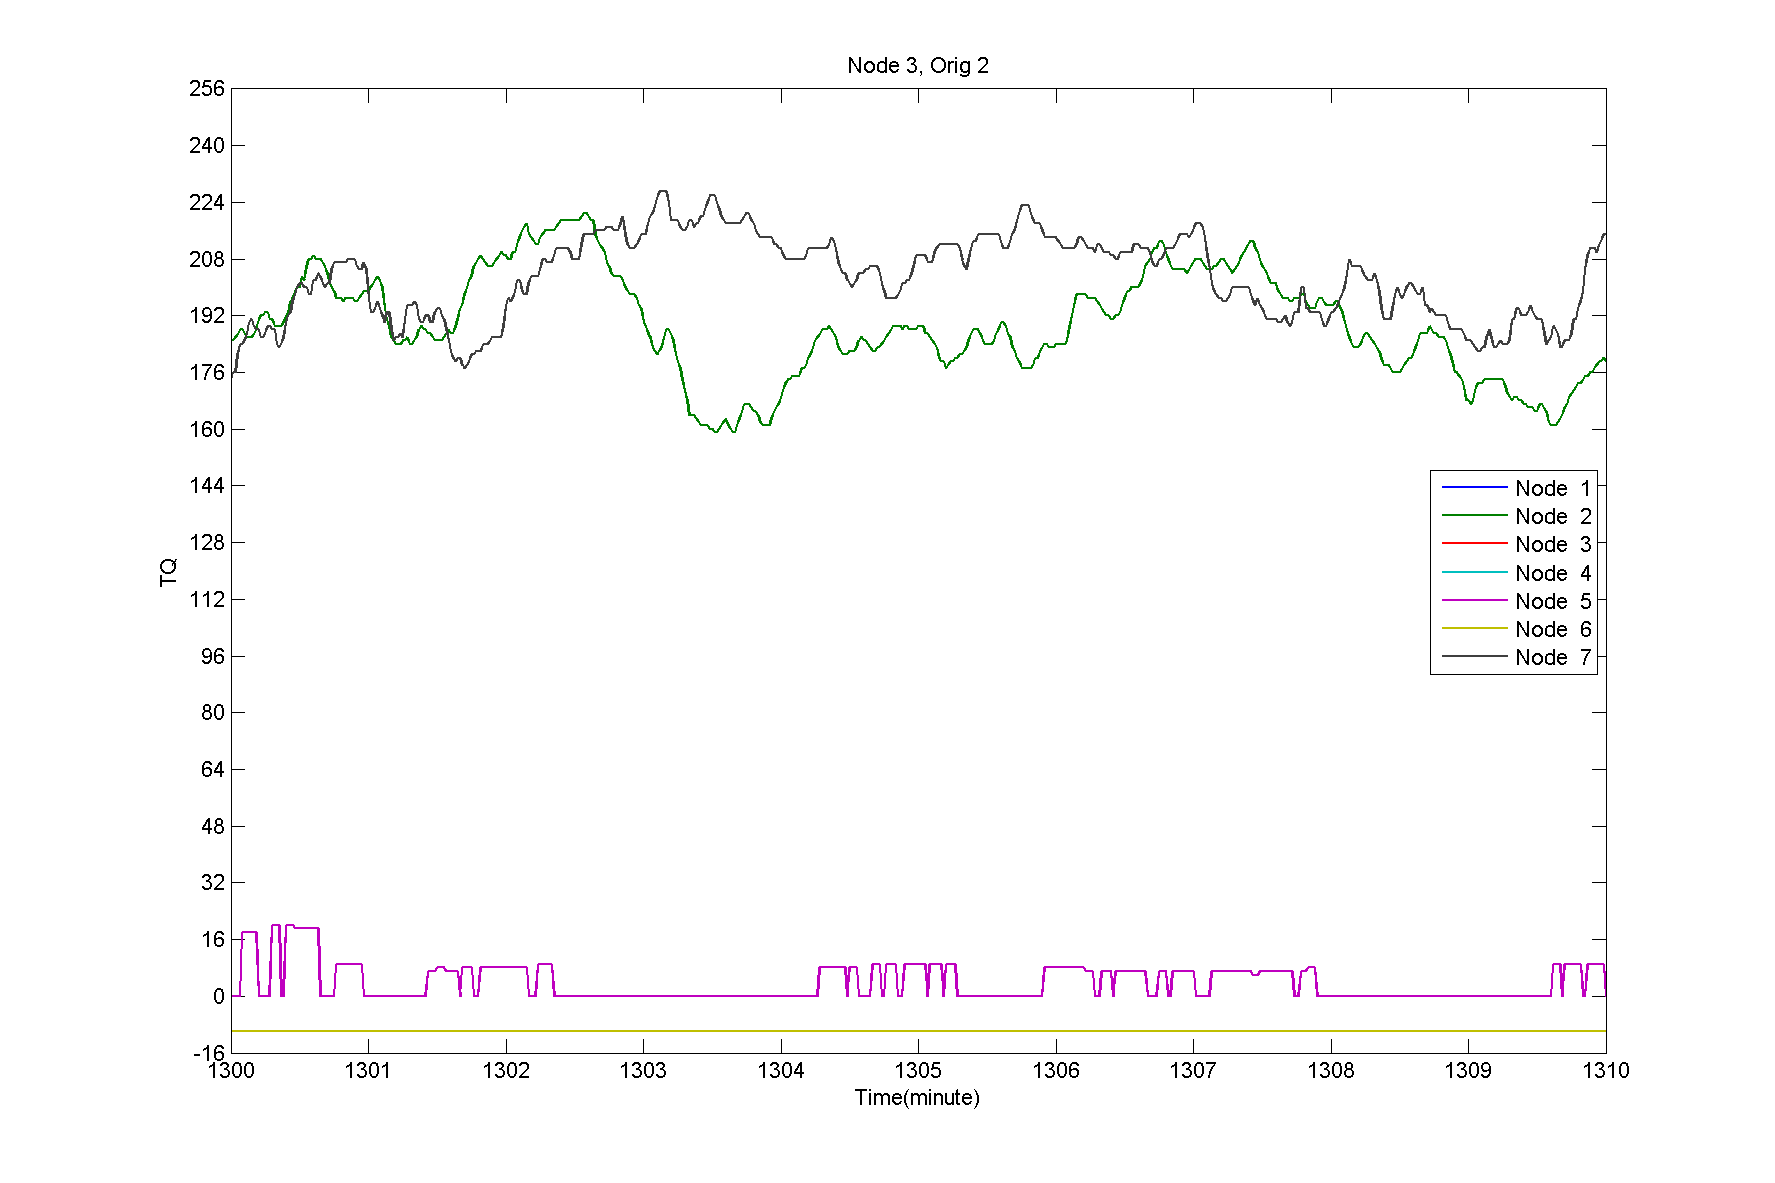 Node 3, Orig 2
256
240
224
208
192
176
160
144
128
112
96
80
64
48
32
16
0
-16
TQ
Node 1
Node 2
Node 3
Node 4
Node 5
Node 6
Node 7
1300 1301 1302 1303 1304 1305 1306 1307 1308 1309 1310
Time(minute)